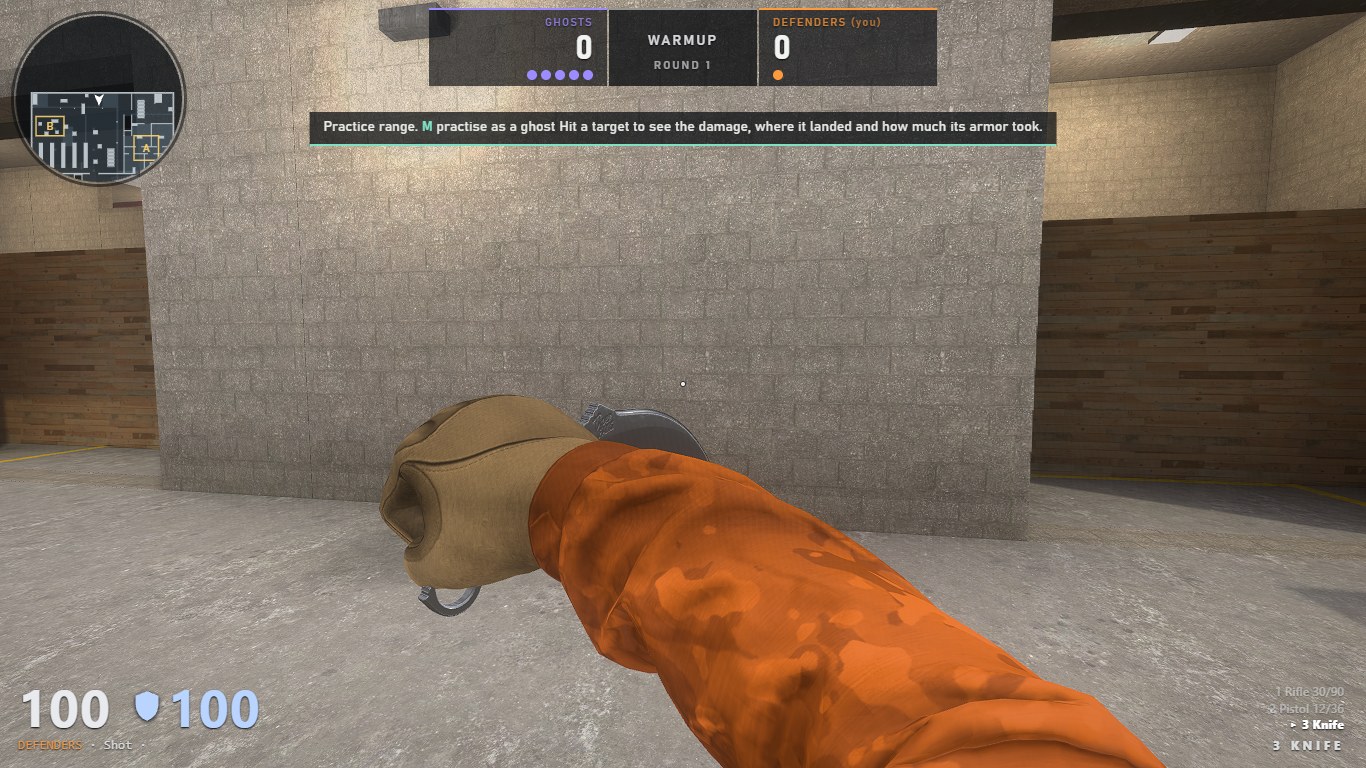 GHOSTS
0
WARMUP
ROUND 1
DEFENDERS (you)
0
Practice range. M practise as a ghost Hit a target to see the damage, where it landed and how much its armor took.
B
A
100 100
DEFENDERS · Shot ·
1 Rifle 30/90
2 Pistol 12/36
▸ 3 Knife
3 KNIFE